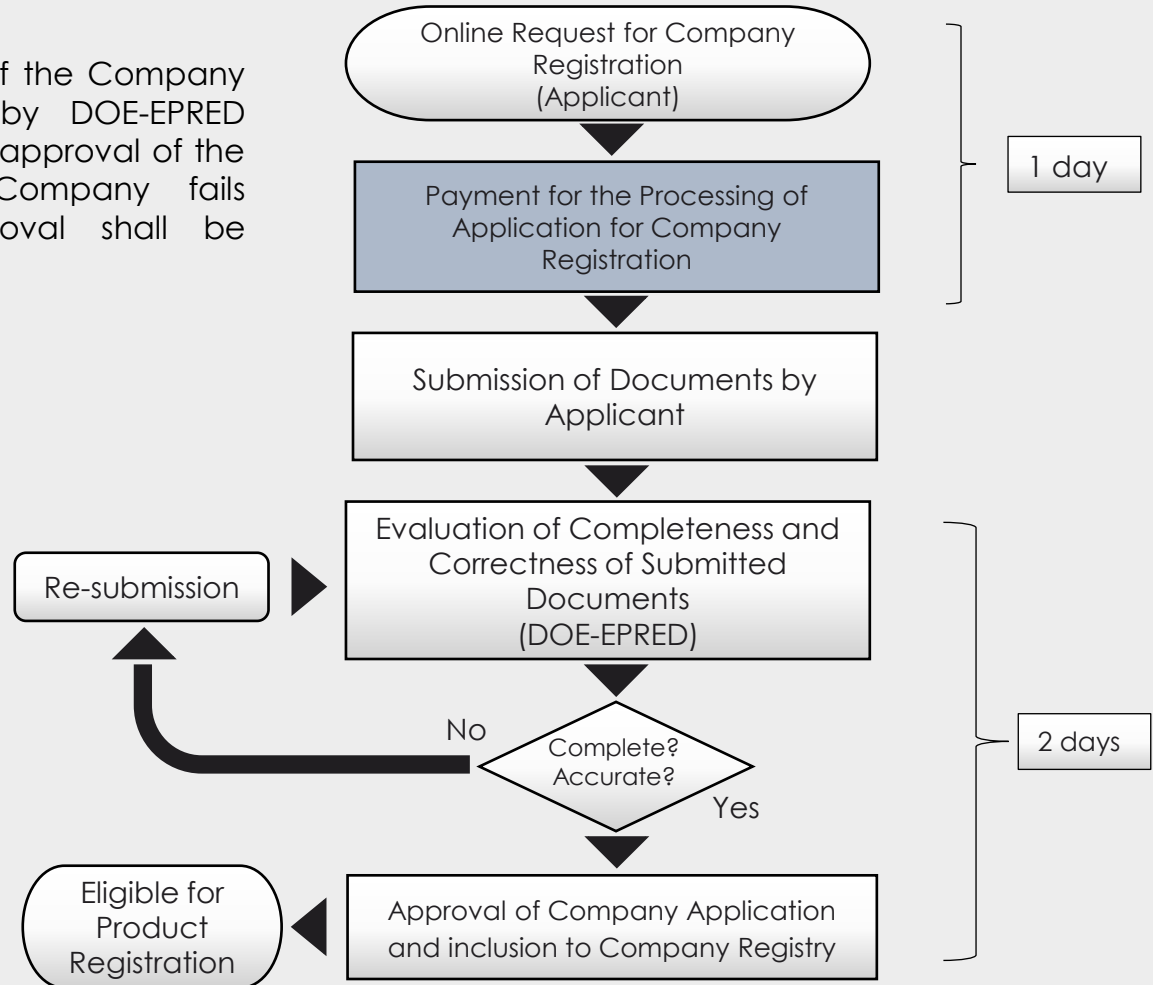 f the Company
by DOE-EPRED
approval of the
Company fails
oval shall be
Online Request for Company
Registration
(Applicant)
1 day
Payment for the Processing of
Application for Company
Registration
Submission of Documents by
Applicant
Evaluation of Completeness and
Correctness of Submitted
Documents
(DOE-EPRED)
Re-submission
No
Complete?
Accurate?
Yes
2 days
Approval of Company Application
and inclusion to Company Registry
Eligible for
Product
Registration